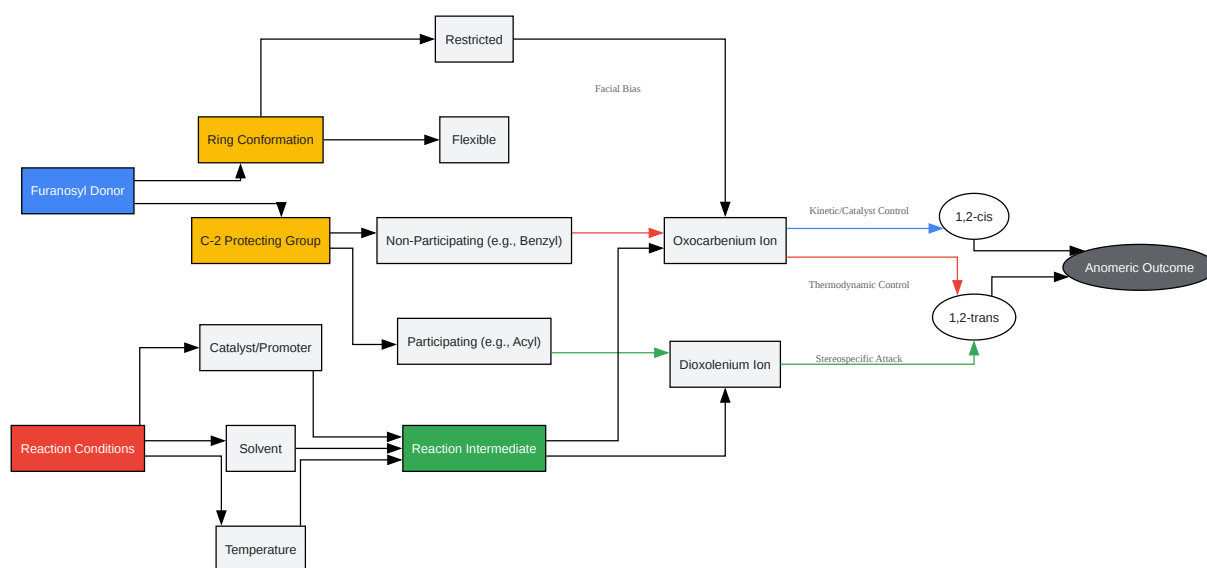 Restricted
Facial Bias
Ring Conformation
Flexible
Furanosyl Donor
C-2 Protecting Group
Non-Participating (e.g., Benzyl)
Oxocarbenium Ion
Kinetic/Catalyst Control
1,2-cis
Anomeric Outcome
Thermodynamic Control
1,2-trans
Catalyst/Promoter
Participating (e.g., Acyl)
Dioxolenium Ion
Stereospecific Attack
Reaction Conditions
Solvent
Reaction Intermediate
Temperature